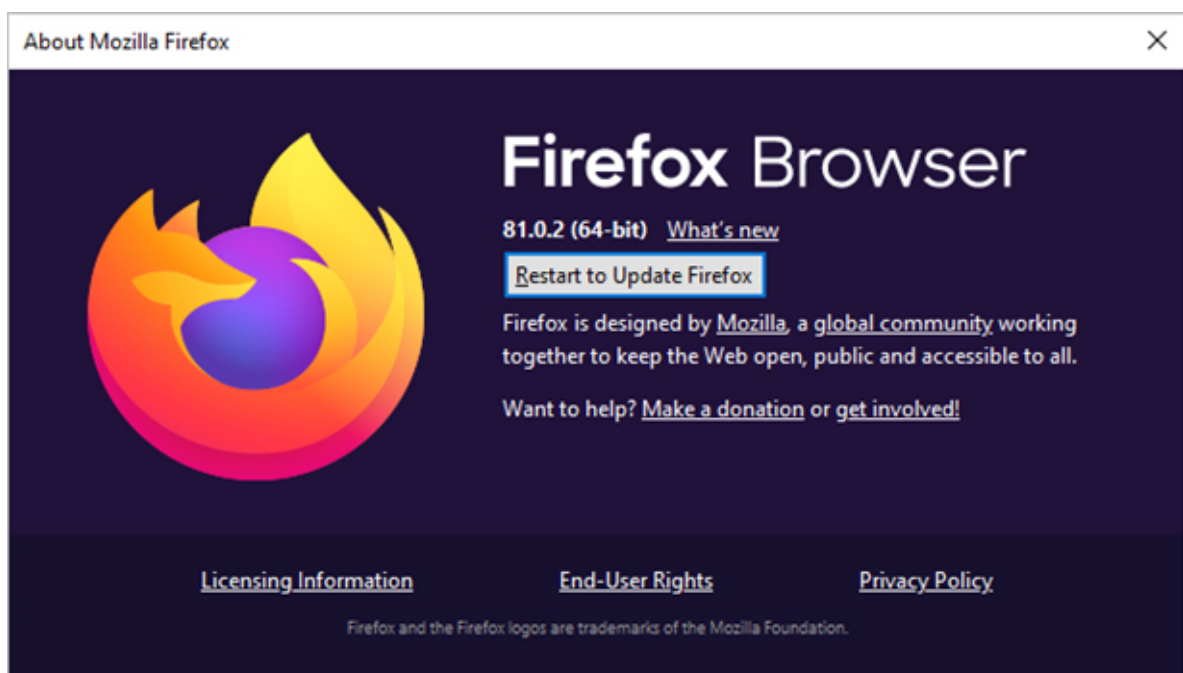 About Mozilla Firefox
Firefox Browser
81.0.2 (64-bit) What's new
Restart to Update Firefox
Firefox is designed by Mozilla, a global community working
together to keep the Web open, public and accessible to all.
Want to help? Make a donation or get involved!
Licensing Information End-User Rights Privacy Policy
Firefox and the Firefox logos are trademarks of the Mozilla Foundation.